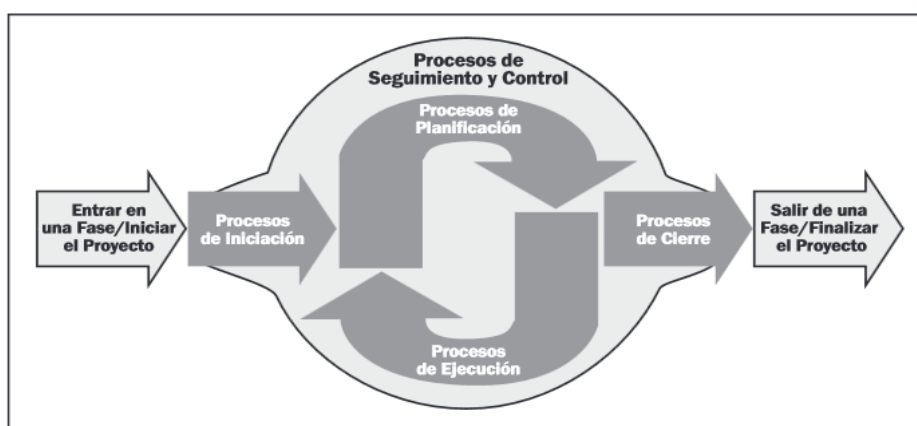 Procesos de
Seguimiento y Control
Procesos de
Planificación
Entrar en
una Fase/Iniciar
el Proyecto
Procesos
de Iniciación
Procesos
de Cierre
Salir de una
Fase/Finalizar
el Proyecto
Procesos
de Ejecución